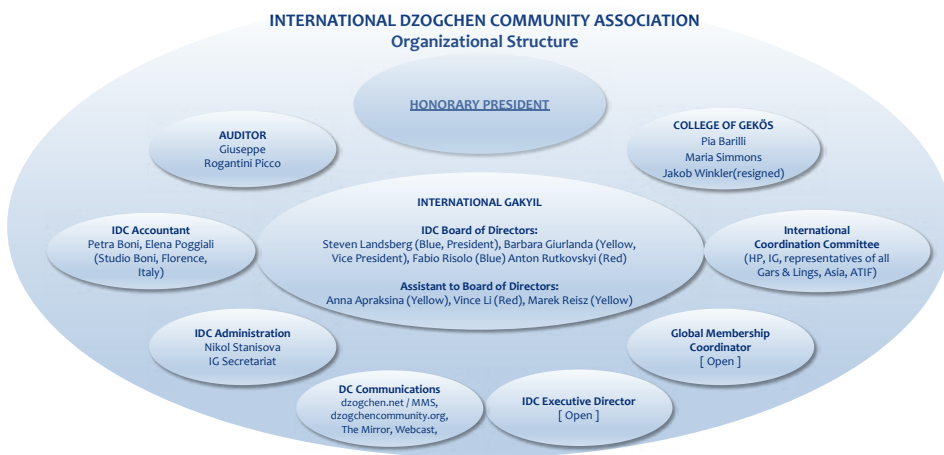 INTERNATIONAL DZOGCHEN COMMUNITY ASSOCIATION
Organizational Structure
HONORARY PRESIDENT
AUDITOR
Giuseppe
Rogantini Picco
COLLEGE OF GEKÖS
Pia Barilli
Maria Simmons
Jakob Winkler(resigned)
INTERNATIONAL GAKYIL
IDC Board of Directors:
Steven Landsberg (Blue, President), Barbara Giurlanda (Yellow,
Vice President), Fabio Risolo (Blue) Anton Rutkovskyi (Red)
Assistant to Board of Directors:
Anna Apraksina (Yellow), Vince Li (Red), Marek Reisz (Yellow)
IDC Accountant
Petra Boni, Elena Poggiali
(Studio Boni, Florence,
Italy)
International
Coordination Committee
(HP, IG, representatives of all
Gars & Lings, Asia, ATIF)
IDC Administration
Nikol Stanisova
IG Secretariat
Global Membership
Coordinator
[ Open ]
DC Communications
dzogchen.net / MMS,
dzogchencommunity.org,
The Mirror, Webcast,
IDC Executive Director
[ Open ]